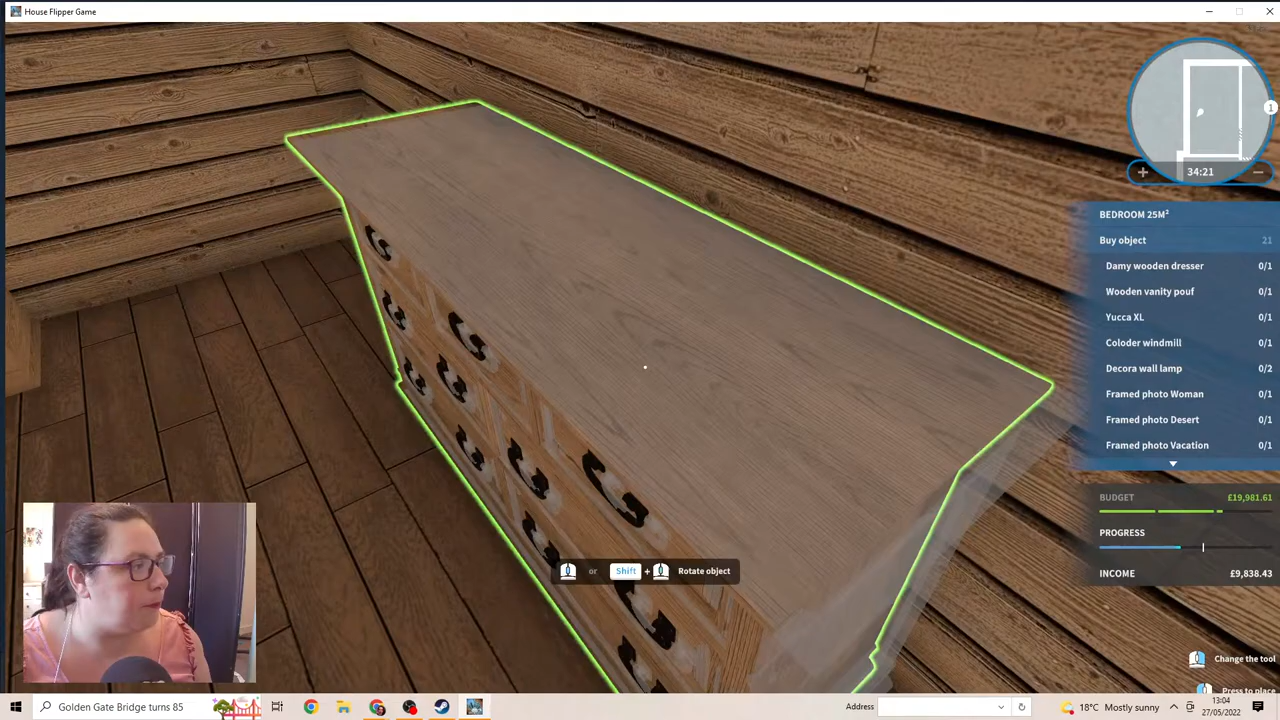 House Flipper Game
1
34:21
BEDROOM 25M²
Buy object 21
Damy wooden dresser 0/1
Wooden vanity pouf 0/1
Yucca XL 0/1
Coloder windmill 0/1
Decora wall lamp 0/2
Framed photo Woman 0/1
Framed photo Desert 0/1
Framed photo Vacation 0/1
BUDGET £19,981.61
PROGRESS
INCOME £9,838.43
or Shift + Rotate object
Change the tool
Press to place
Golden Gate Bridge turns 85
Address
18°C Mostly sunny
13:04
27/05/2022